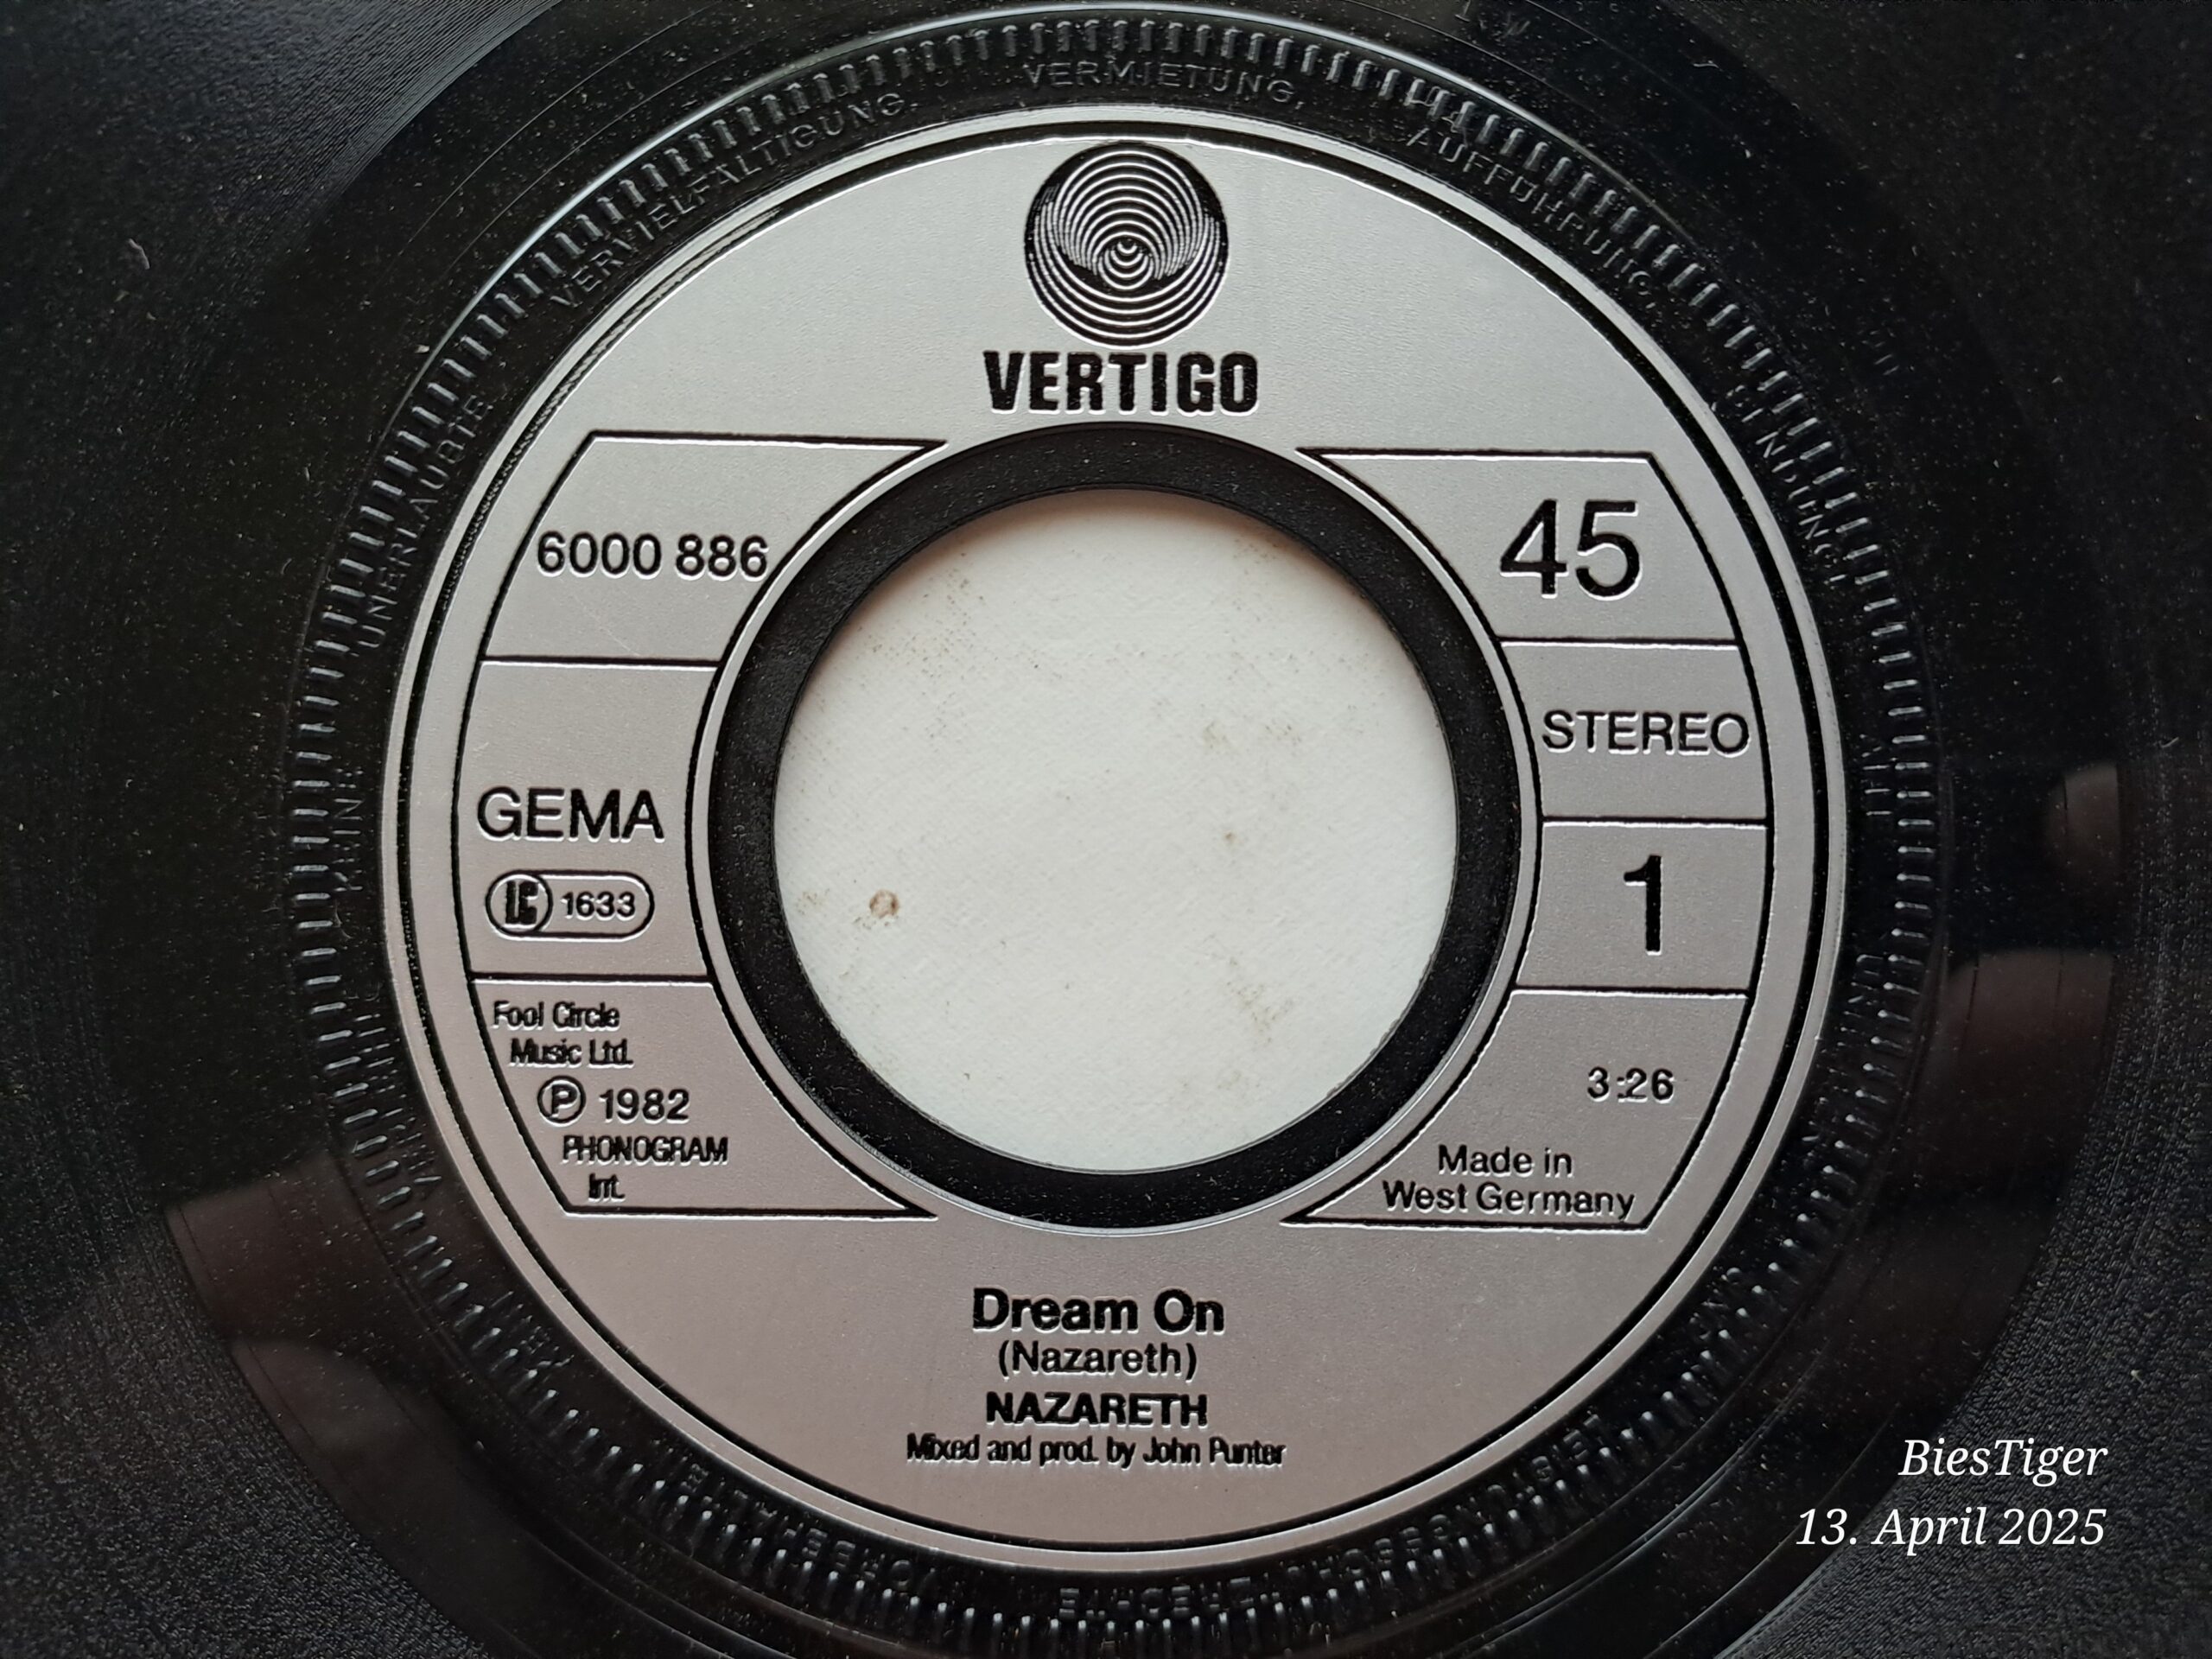 VERMIETUNG,
VERVIELFÄLTIGUNG,
AUFFÜHRUNG,
UNERLAUBTE
KEINE
VERTIGO
6000 886
45
STEREO
GEMA
LC 1633
1
Fool Circle
Music Ltd.
Ⓟ 1982
PHONOGRAM
Int.
3:26
Made in
West Germany
Dream On
(Nazareth)
NAZARETH
Mixed and prod. by John Punter
BiesTiger
13. April 2025